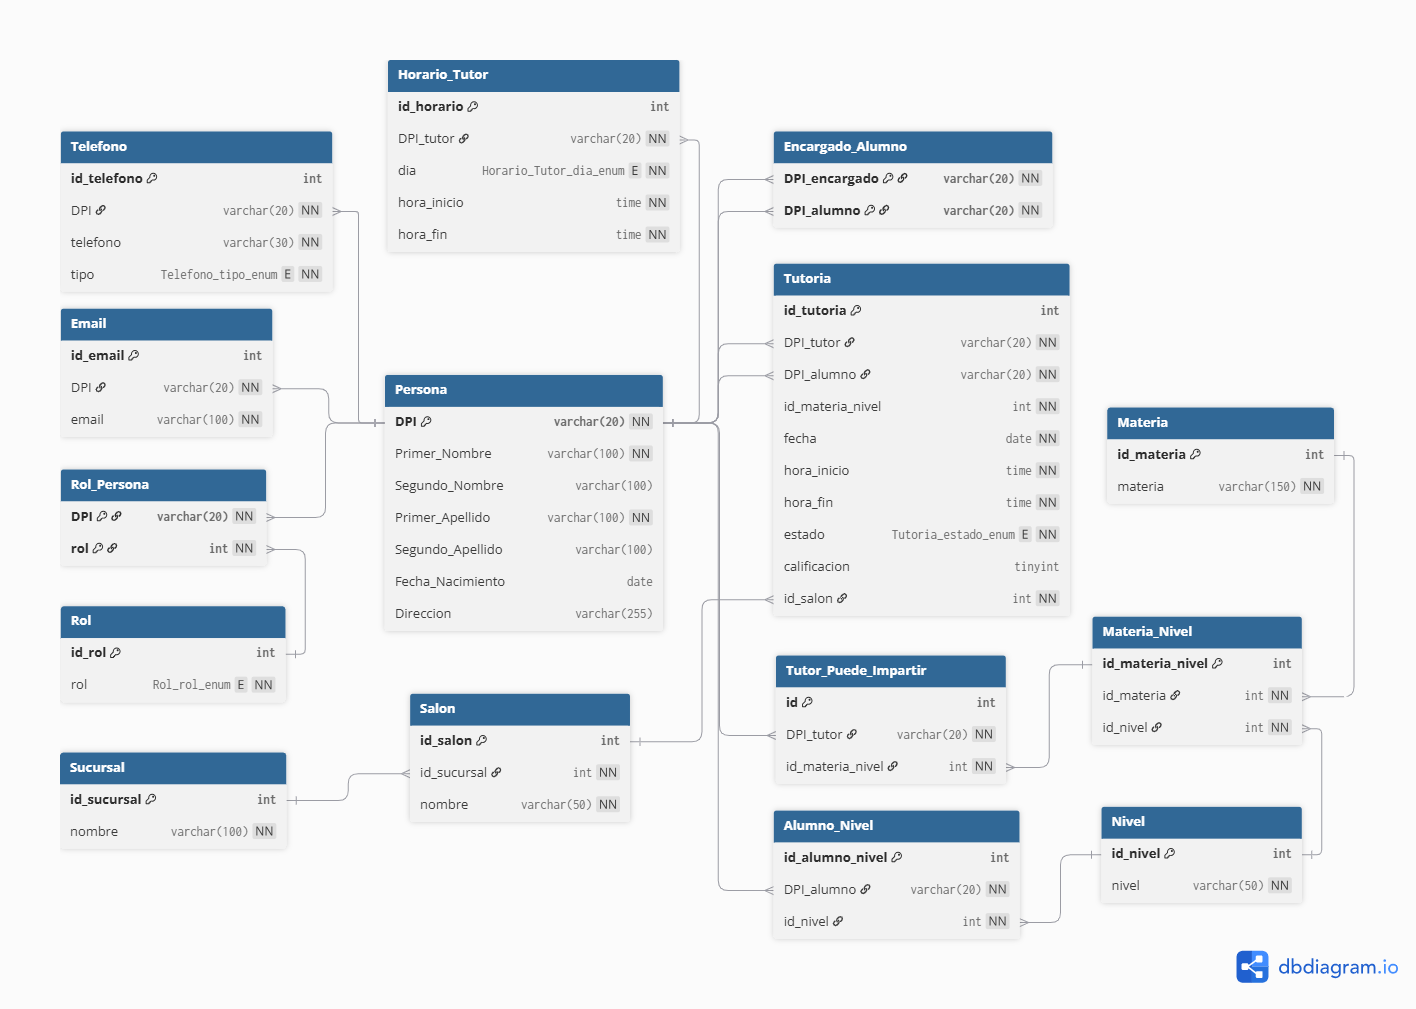 Horario_Tutor
id_horario int
DPI_tutor varchar(20) NN
dia Horario_Tutor_dia_enum E NN
hora_inicio time NN
hora_fin time NN
Telefono
id_telefono int
DPI varchar(20) NN
telefono varchar(30) NN
tipo Telefono_tipo_enum E NN
Encargado_Alumno
DPI_encargado varchar(20) NN
DPI_alumno varchar(20) NN
Tutoria
id_tutoria int
DPI_tutor varchar(20) NN
DPI_alumno varchar(20) NN
id_materia_nivel int NN
fecha date NN
hora_inicio time NN
hora_fin time NN
estado Tutoria_estado_enum E NN
calificacion tinyint
id_salon int NN
Email
id_email int
DPI varchar(20) NN
email varchar(100) NN
Persona
DPI varchar(20) NN
Primer_Nombre varchar(100) NN
Segundo_Nombre varchar(100)
Primer_Apellido varchar(100) NN
Segundo_Apellido varchar(100)
Fecha_Nacimiento date
Direccion varchar(255)
Materia
id_materia int
materia varchar(150) NN
Rol_Persona
DPI varchar(20) NN
rol int NN
Rol
id_rol int
rol Rol_rol_enum E NN
Materia_Nivel
id_materia_nivel int
id_materia int NN
id_nivel int NN
Tutor_Puede_Impartir
id int
DPI_tutor varchar(20) NN
id_materia_nivel int NN
Salon
id_salon int
id_sucursal int NN
nombre varchar(50) NN
Sucursal
id_sucursal int
nombre varchar(100) NN
Alumno_Nivel
id_alumno_nivel int
DPI_alumno varchar(20) NN
id_nivel int NN
Nivel
id_nivel int
nivel varchar(50) NN
dbdiagram.io